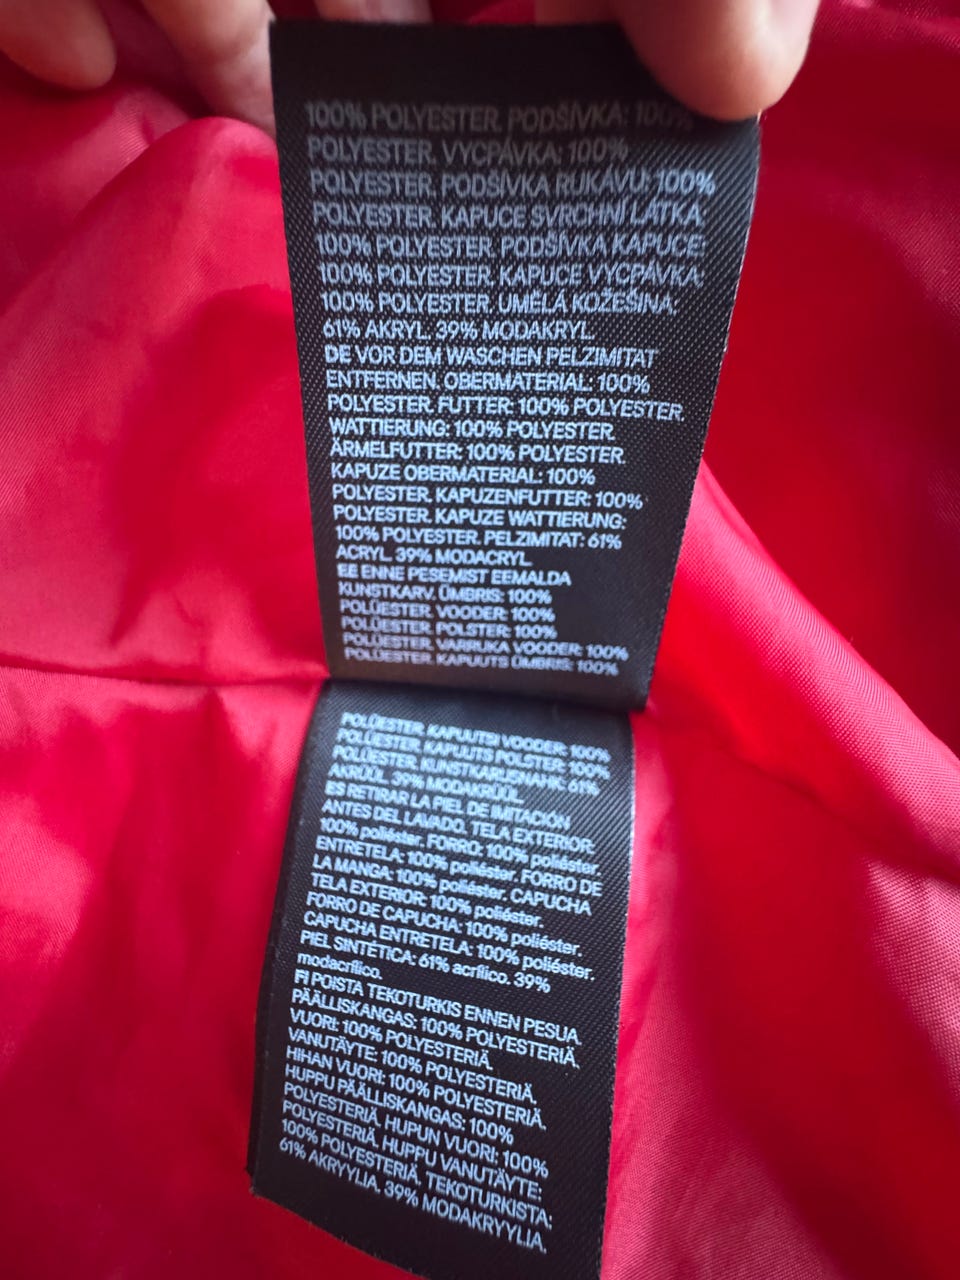 100% POLYESTER. PODŠÍVKA: 100%
POLYESTER. VYCPÁVKA: 100%
POLYESTER. PODŠÍVKA RUKÁVU: 100%
POLYESTER. KAPUCE SVRCHNÍ LÁTKA:
100% POLYESTER. PODŠÍVKA KAPUCE:
100% POLYESTER. KAPUCE VYCPÁVKA:
100% POLYESTER. UMĚLÁ KOŽEŠINA:
61% AKRYL. 39% MODAKRYL.
DE VOR DEM WASCHEN PELZIMITAT
ENTFERNEN. OBERMATERIAL: 100%
POLYESTER. FUTTER: 100% POLYESTER.
WATTIERUNG: 100% POLYESTER.
ÄRMELFUTTER: 100% POLYESTER.
KAPUZE OBERMATERIAL: 100%
POLYESTER. KAPUZENFUTTER: 100%
POLYESTER. KAPUZE WATTIERUNG:
100% POLYESTER. PELZIMITAT: 61%
ACRYL. 39% MODACRYL.
EE ENNE PESEMIST EEMALDA
KUNSTKARV. ÜMBRIS: 100%
POLÜESTER. VOODER: 100%
POLÜESTER. POLSTER: 100%
POLÜESTER. VARRUKA VOODER: 100%
POLÜESTER. KAPUUTS ÜMBRIS: 100%
POLÜESTER. KAPUUTSI VOODER: 100%
POLÜESTER. KAPUUTS POLSTER: 100%
POLÜESTER. KUNSTKARUSNAHK: 61%
AKRÜÜL. 39% MODAKRÜÜL.
ES RETIRAR LA PIEL DE IMITACIÓN
ANTES DEL LAVADO. TELA EXTERIOR:
100% poliéster. FORRO: 100% poliéster.
ENTRETELA: 100% poliéster. FORRO DE
LA MANGA: 100% poliéster. CAPUCHA
TELA EXTERIOR: 100% poliéster.
FORRO DE CAPUCHA: 100% poliéster.
CAPUCHA ENTRETELA: 100% poliéster.
PIEL SINTÉTICA: 61% acrílico. 39%
modacrílico.
FI POISTA TEKOTURKIS ENNEN PESUA.
PÄÄLLISKANGAS: 100% POLYESTERIÄ.
VUORI: 100% POLYESTERIÄ.
VANUTÄYTE: 100% POLYESTERIÄ.
HIHAN VUORI: 100% POLYESTERIÄ.
HUPPU PÄÄLLISKANGAS: 100%
POLYESTERIÄ. HUPUN VUORI: 100%
POLYESTERIÄ. HUPPU VANUTÄYTE:
100% POLYESTERIÄ. TEKOTURKISTA:
61% AKRYYLIA. 39% MODAKRYYLIA.